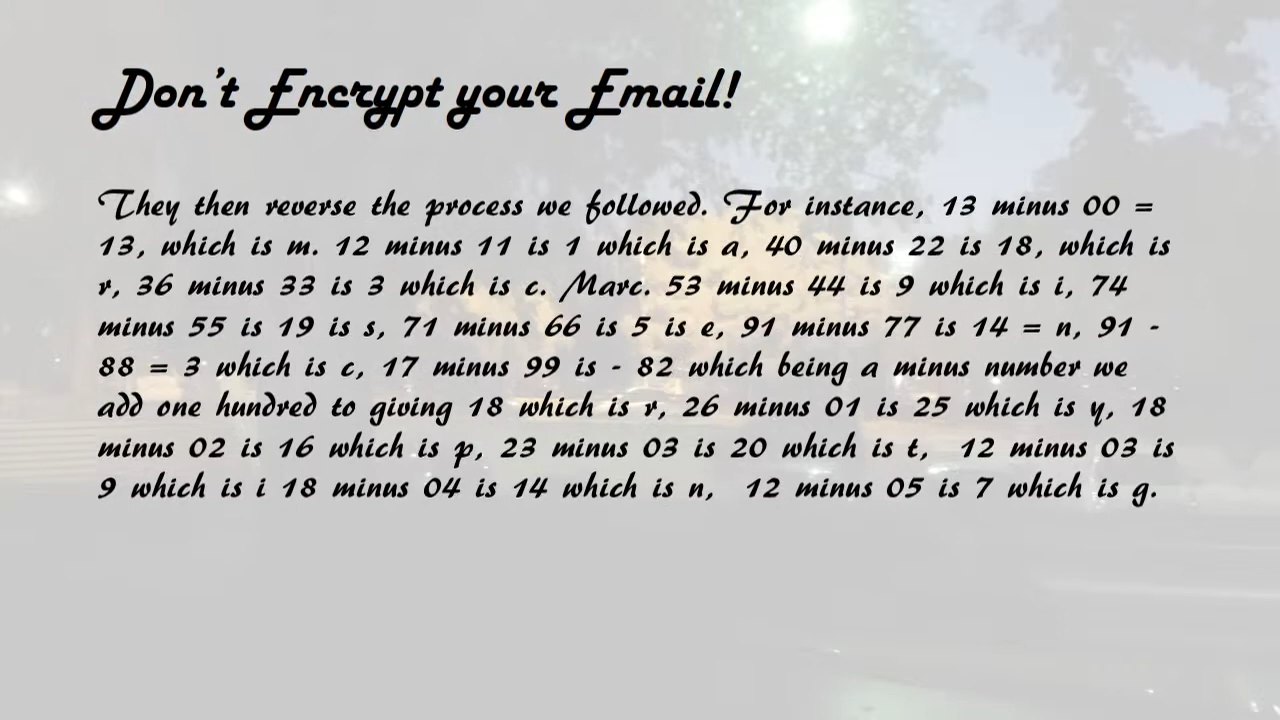 Don't Encrypt your Email!
They then reverse the process we followed. For instance, 13 minus 00 =
13, which is m. 12 minus 11 is 1 which is a, 40 minus 22 is 18, which is
r, 36 minus 33 is 3 which is c. Marc. 53 minus 44 is 9 which is i, 74
minus 55 is 19 is s, 71 minus 66 is 5 is e, 91 minus 77 is 14 = n, 91 -
88 = 3 which is c, 17 minus 99 is - 82 which being a minus number we
add one hundred to giving 18 which is r, 26 minus 01 is 25 which is y, 18
minus 02 is 16 which is p, 23 minus 03 is 20 which is t, 12 minus 03 is
9 which is i 18 minus 04 is 14 which is n, 12 minus 05 is 7 which is g.